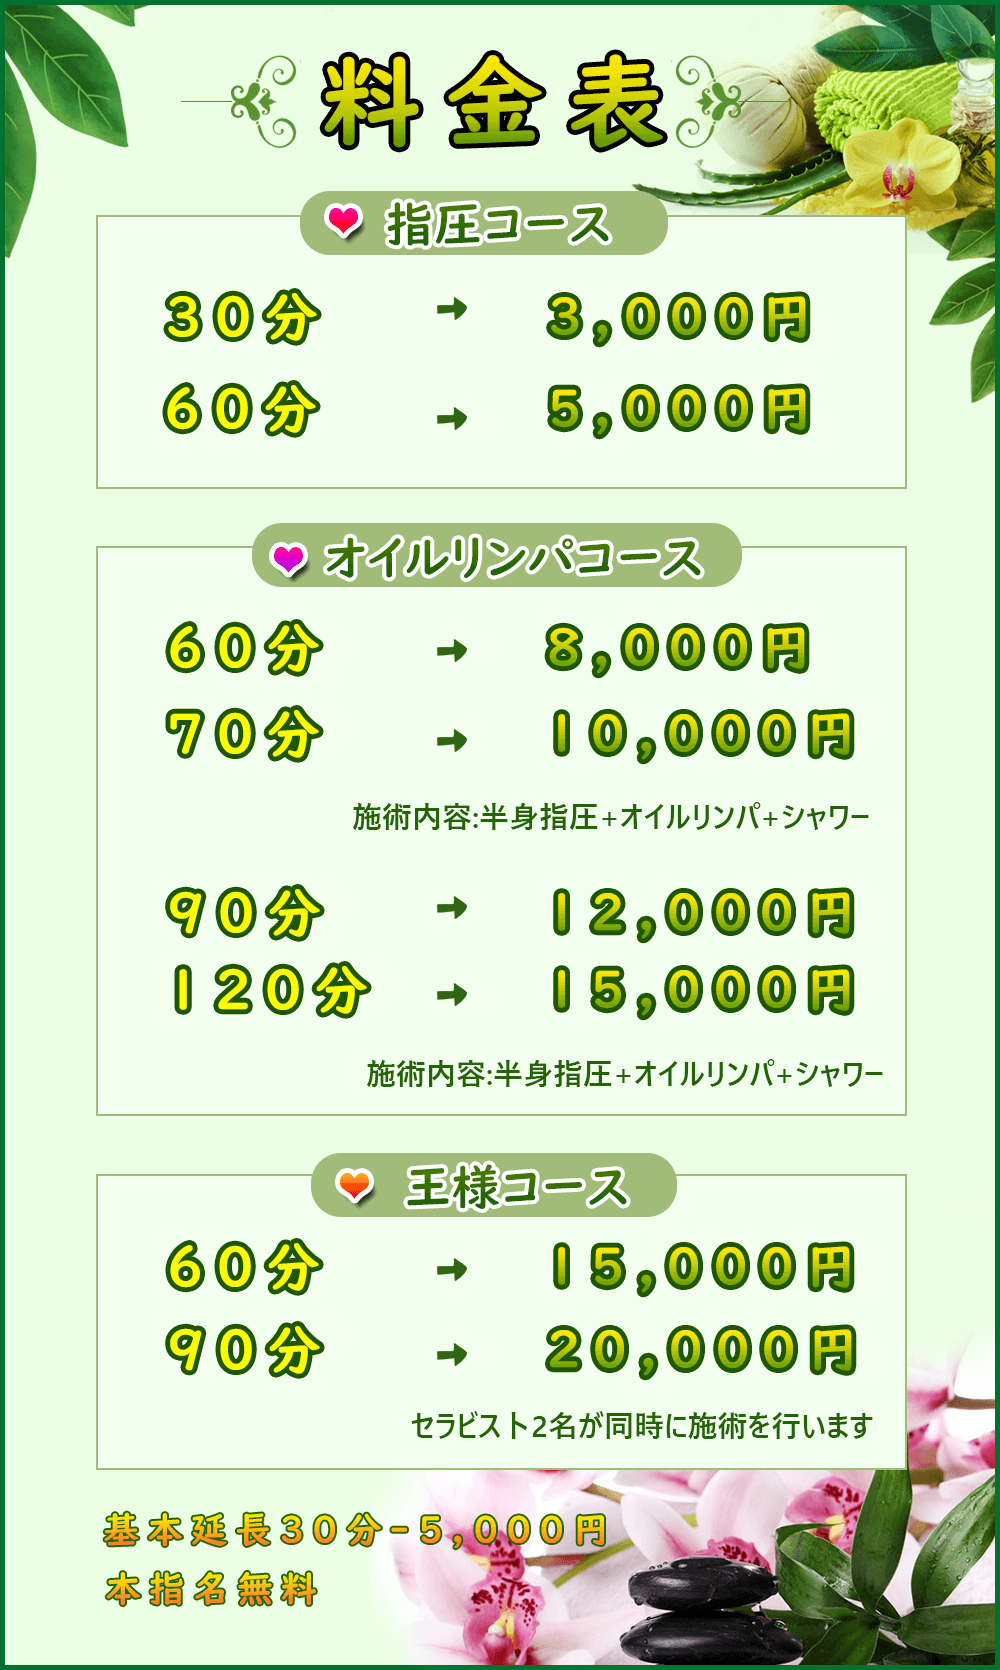 料金表
指圧コース
30分 → 3,000円
60分 → 5,000円
オイルリンパコース
60分 → 8,000円
70分 → 10,000円
施術内容:半身指圧+オイルリンパ+シャワー
90分 → 12,000円
120分 → 15,000円
施術内容:半身指圧+オイルリンパ+シャワー
王様コース
60分 → 15,000円
90分 → 20,000円
セラビスト2名が同時に施術を行います
基本延長30分-5,000円
本指名無料